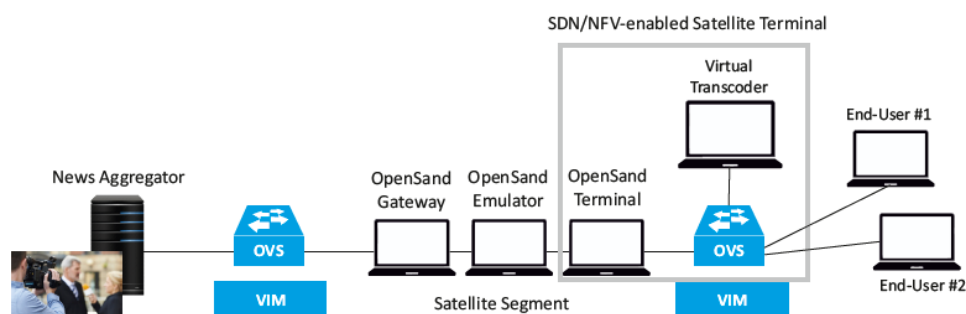 SDN/NFV-enabled Satellite Terminal
Virtual
Transcoder
End-User #1
News Aggregator
OpenSand
Gateway
OpenSand
Emulator
OpenSand
Terminal
OVS
OVS
End-User #2
VIM
Satellite Segment
VIM